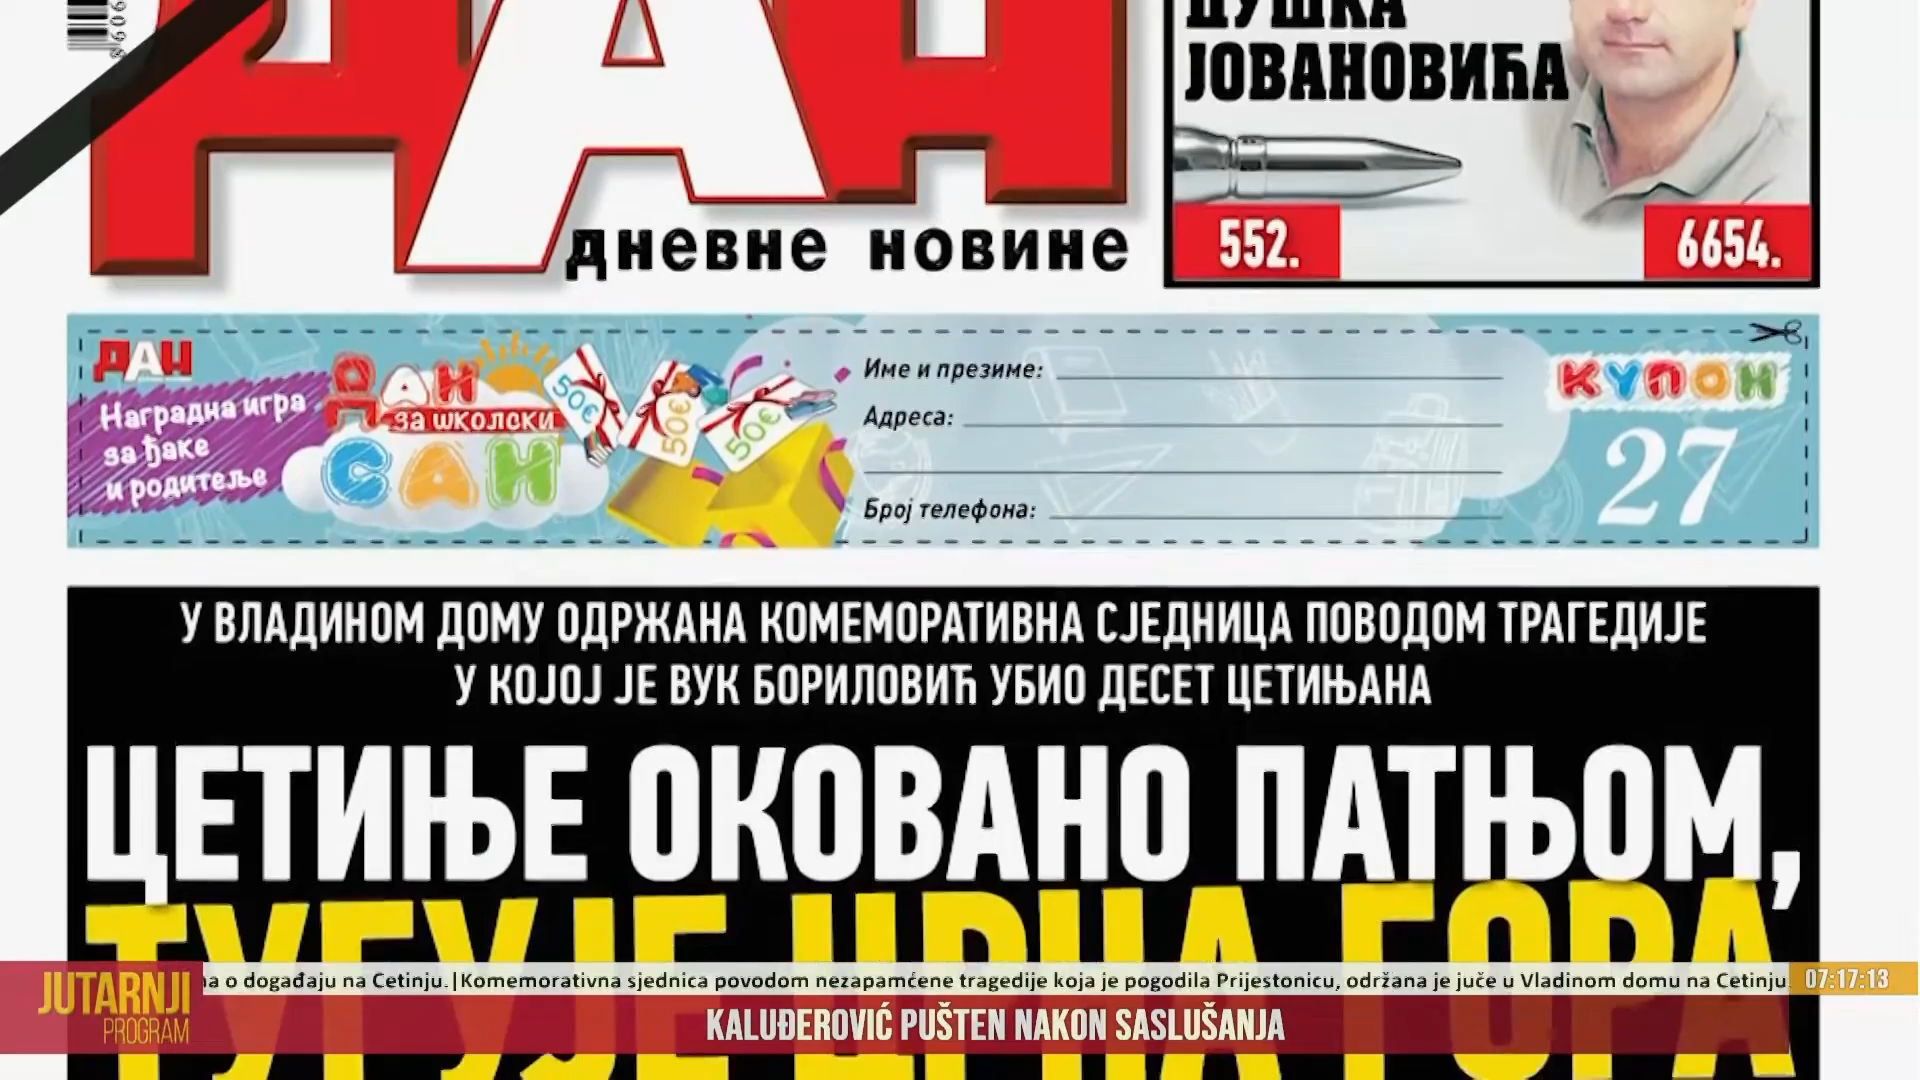 ДАН
дневне новине
ЈОВАНОВИЋА
552.
6654.
ДАН
Наградна игра
за ђаке
и родитеље
ДАН
за школски
САН
50€
50€
50€
Име и презиме:
Адреса:
Број телефона:
КУПОН
27
У ВЛАДИНОМ ДОМУ ОДРЖАНА КОМЕМОРАТИВНА СЈЕДНИЦА ПОВОДОМ ТРАГЕДИЈЕ
У КОЈОЈ ЈЕ ВУК БОРИЛОВИЋ УБИО ДЕСЕТ ЦЕТИЊАНА
ЦЕТИЊЕ ОКОВАНО ПАТЊОМ,
ТУГУЈЕ ЦРНА ГОРА
o događaju na Cetinju.|Komemorativna sjednica povodom nezapamćene tragedije koja je pogodila Prijestonicu, održana je juče u Vladinom domu na Cetinju
07:17:13
JUTARNJI
PROGRAM
KALUĐEROVIĆ PUŠTEN NAKON SASLUŠANJA